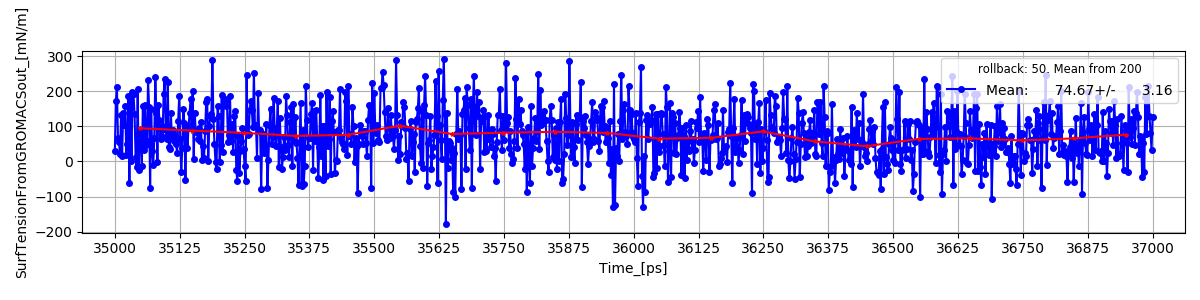 SurfTensionFromGROMACSout_[mN/m]
300
200
100
0
−100
−200
rollback: 50, Mean from 200
Mean: 74.67+/- 3.16
35000 35125 35250 35375 35500 35625 35750 35875 36000 36125 36250 36375 36500 36625 36750 36875 37000
Time_[ps]